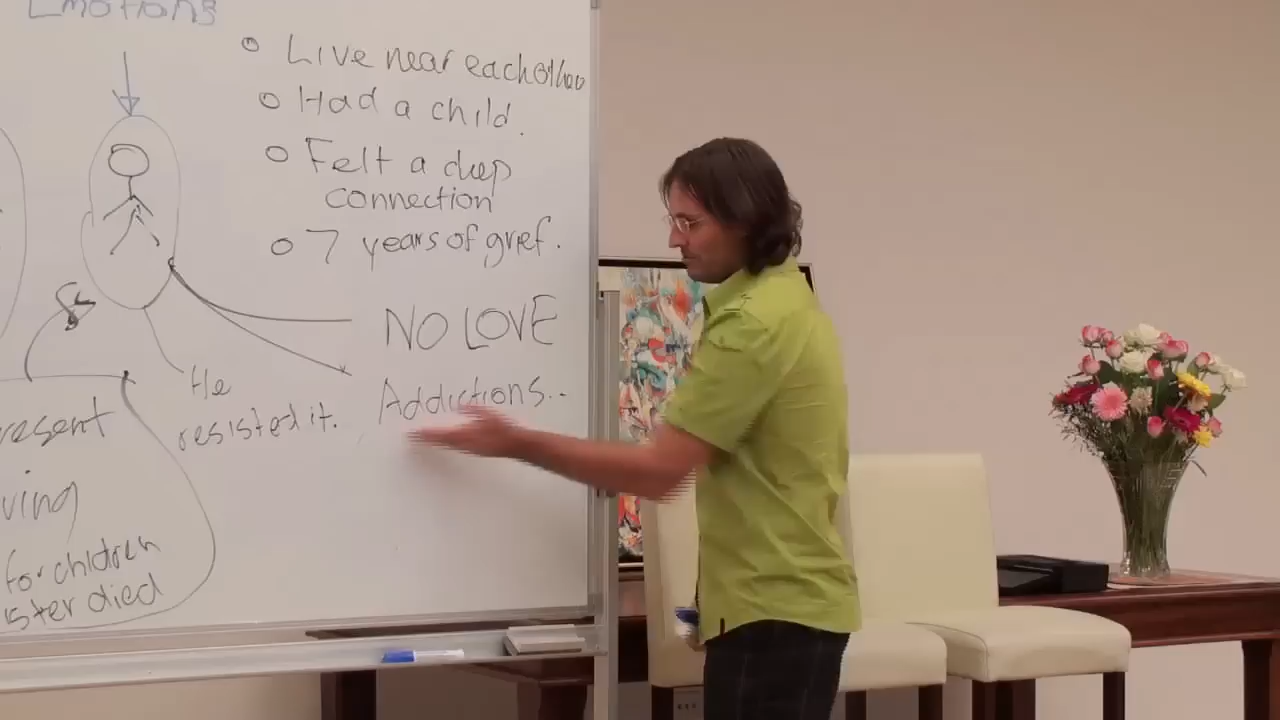 Emotions
o Live near eachother
o Had a child.
o Felt a deep
connection
o 7 years of grief.
NO LOVE
Addictions...
He
resisted it.
resent
ving
for children
ster died